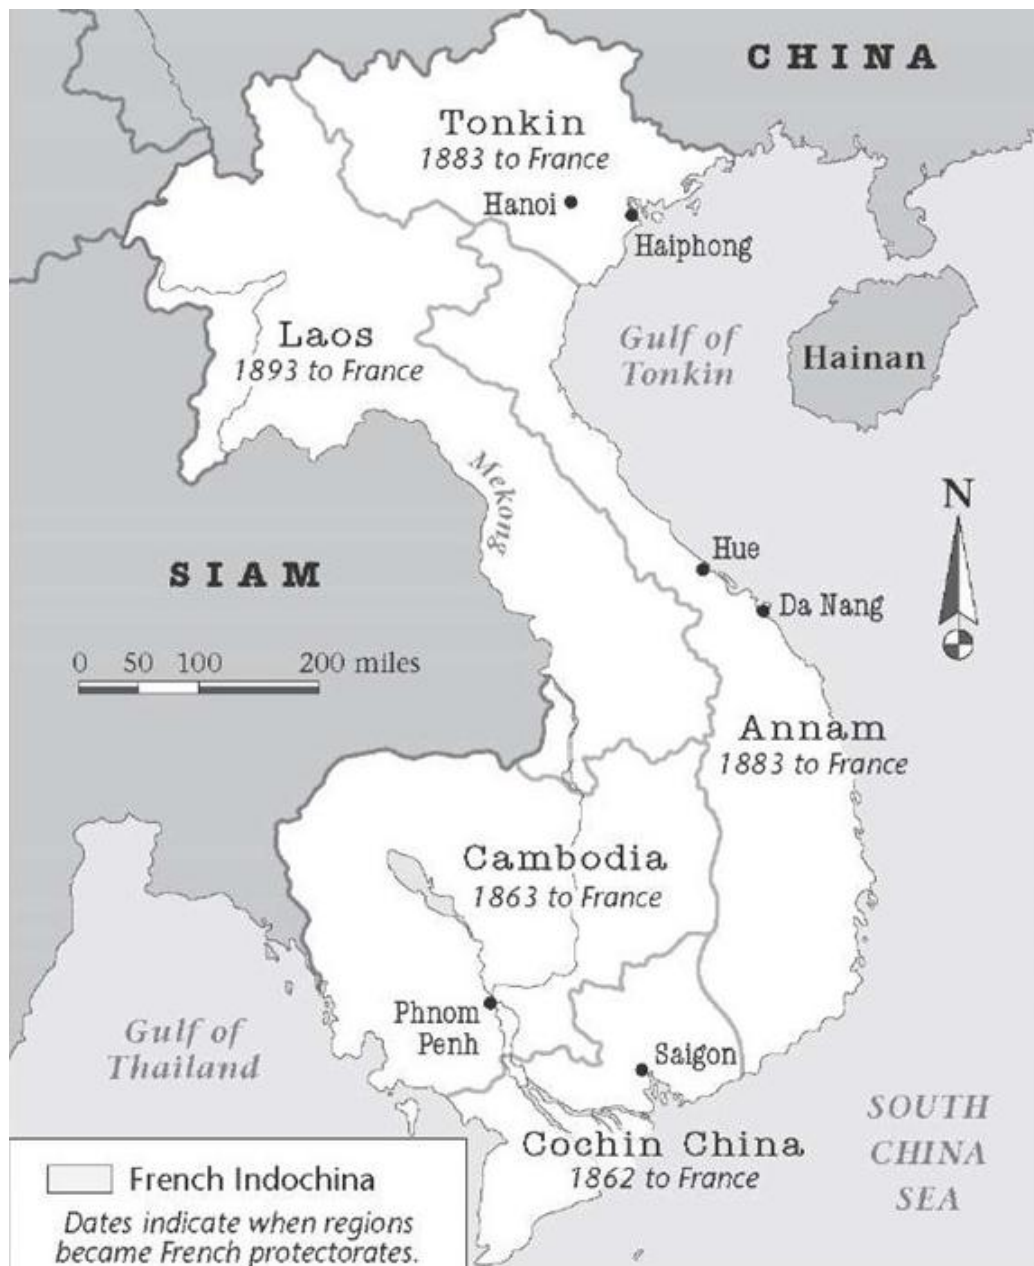 CHINA
Tonkin
1883 to France
Hanoi
Haiphong
Laos
1893 to France
Gulf of
Tonkin
Hainan
Mekong
N
Hue
SIAM
Da Nang
0 50 100 200 miles
Annam
1883 to France
Cambodia
1863 to France
Phnom
Penh
Gulf of
Thailand
Saigon
SOUTH
CHINA
SEA
Cochin China
1862 to France
French Indochina
Dates indicate when regions
became French protectorates.